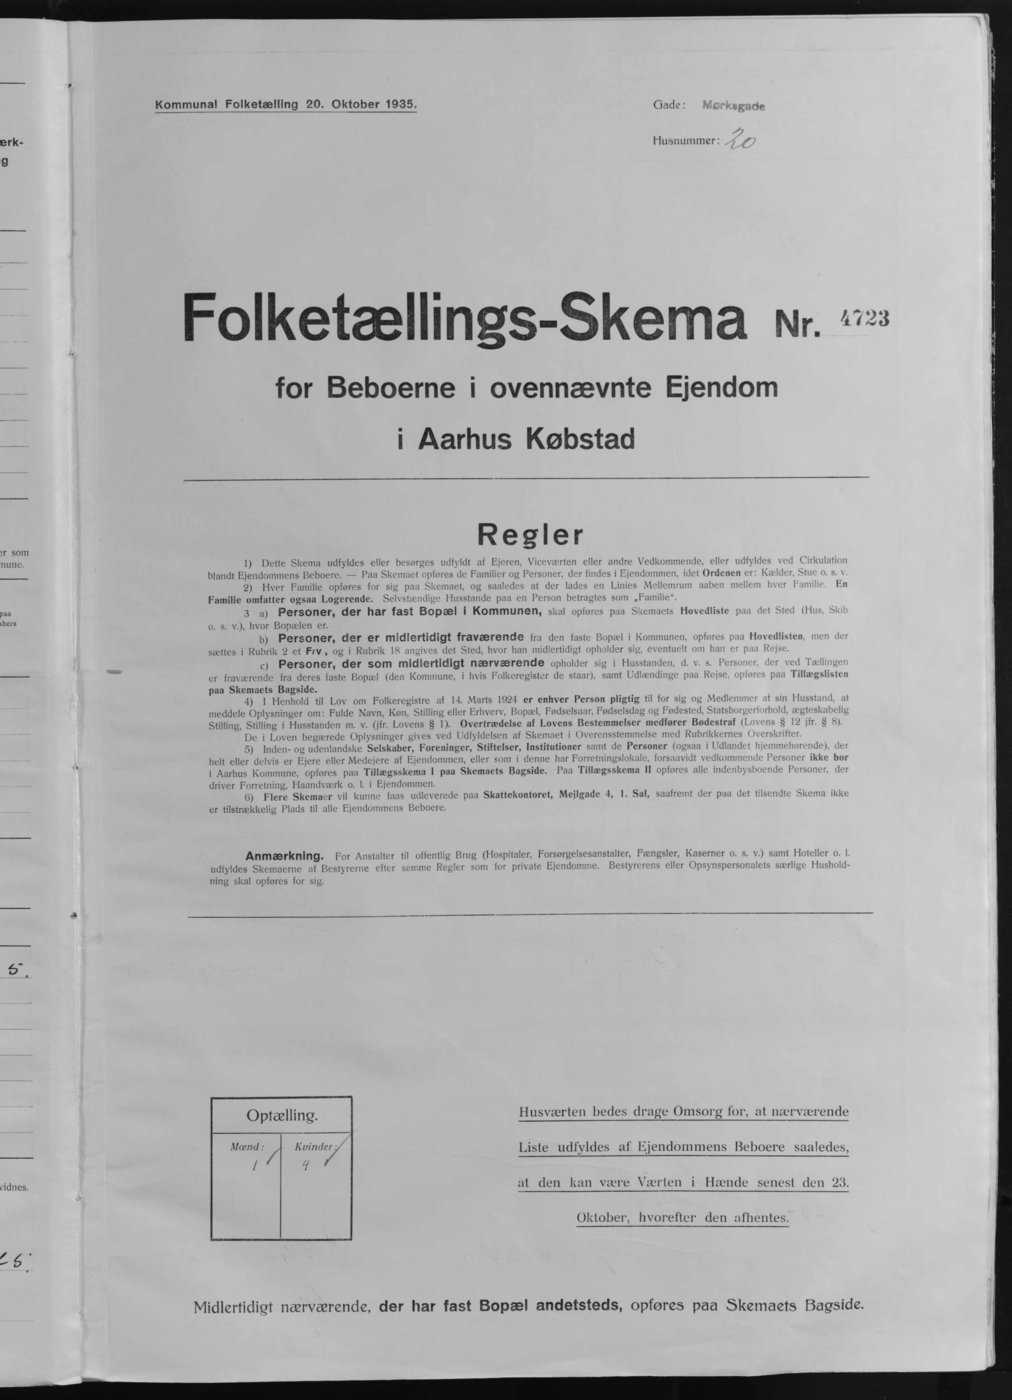 Kommunal Folketælling 20. Oktober 1935.
Gade: Mørksgade
Husnummer: 20
Folketællings-Skema Nr. 4723
for Beboerne i ovennævnte Ejendom
i Aarhus Købstad
Regler
1) Dette Skema udfyldes eller besørges udfyldt af Ejeren, Viceværten eller andre Vedkommende, eller udfyldes ved Cirkulation
blandt Ejendommens Beboere. — Paa Skemaet opføres de Familier og Personer, der findes i Ejendommen, idet Ordenen er: Kælder, Stue o. s. v.
2) Hver Familie opføres for sig paa Skemaet, og saaledes at der lades en Linies Mellemrum aaben mellem hver Familie. En
Familie omfatter ogsaa Logerende. Selvstændige Husstande paa en Person betragtes som „Familie“.
3 a) Personer, der har fast Bopæl i Kommunen, skal opføres paa Skemaets Hovedliste paa det Sted (Hus, Skib
o. s. v.), hvor Bopælen er.
b) Personer, der er midlertidigt fraværende fra den faste Bopæl i Kommunen, opføres paa Hovedlisten, men der
sættes i Rubrik 2 et Frv, og i Rubrik 18 angives det Sted, hvor han midlertidigt opholder sig, eventuelt om han er paa Rejse.
c) Personer, der som midlertidigt nærværende opholder sig i Husstanden, d. v. s. Personer, der ved Tællingen
er fraværende fra deres faste Bopæl (den Kommune, i hvis Folkeregister de staar), samt Udlændinge paa Rejse, opføres paa Tillægslisten
paa Skemaets Bagside.
4) I Henhold til Lov om Folkeregistre af 14. Marts 1924 er enhver Person pligtig til for sig og Medlemmer af sin Husstand, at
meddele Oplysninger om: Fulde Navn, Køn, Stilling eller Erhverv, Bopæl, Fødselsaar, Fødselsdag og Fødested, Statsborgerforhold, ægteskabelig
Stilling, Stilling i Husstanden m. v. (jfr. Lovens § 1). Overtrædelse af Lovens Bestemmelser medfører Bødestraf (Lovens § 12 jfr. § 8).
De i Loven begærede Oplysninger gives ved Udfyldelsen af Skemaet i Overensstemmelse med Rubrikkernes Overskrifter.
5) Inden- og udenlandske Selskaber, Foreninger, Stiftelser, Institutioner samt de Personer (ogsaa i Udlandet hjemmehørende), der
helt eller delvis er Ejere eller Medejere af Ejendommen, eller som i denne har Forretningslokale, forsaavidt vedkommende Personer ikke bor
i Aarhus Kommune, opføres paa Tillægsskema I paa Skemaets Bagside. Paa Tillægsskema II opføres alle indenbysboende Personer, der
driver Forretning, Haandværk o. l. i Ejendommen.
6) Flere Skemaer vil kunne faas udleverede paa Skattekontoret, Mejlgade 4, 1. Sal, saafremt der paa det tilsendte Skema ikke
er tilstrækkelig Plads til alle Ejendommens Beboere.
Anmærkning. For Anstalter til offentlig Brug (Hospitaler, Forsørgelsesanstalter, Fængsler, Kaserner o. s. v.) samt Hoteller o. l.
udfyldes Skemaerne af Bestyrerne efter samme Regler som for private Ejendomme. Bestyrerens eller Opsynspersonalets særlige Hushold-
ning skal opføres for sig.
Optælling.
Mænd: Kvinder:
1 4
Husværten bedes drage Omsorg for, at nærværende
Liste udfyldes af Ejendommens Beboere saaledes,
at den kan være Værten i Hænde senest den 23.
Oktober, hvorefter den afhentes.
Midlertidigt nærværende, der har fast Bopæl andetsteds, opføres paa Skemaets Bagside.